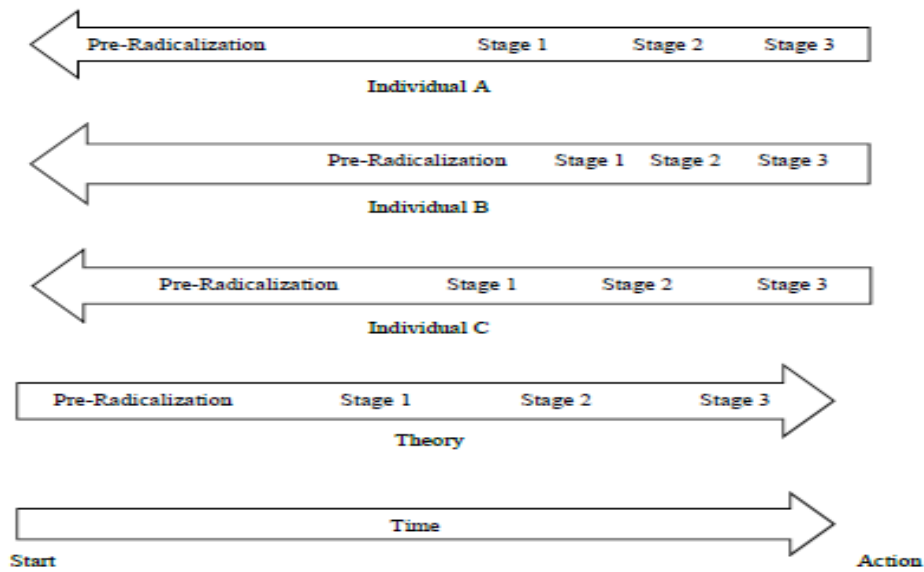 Pre-Radicalization Stage 1 Stage 2 Stage 3
Individual A
Pre-Radicalization Stage 1 Stage 2 Stage 3
Individual B
Pre-Radicalization Stage 1 Stage 2 Stage 3
Individual C
Pre-Radicalization Stage 1 Stage 2 Stage 3
Theory
Time
Start Action